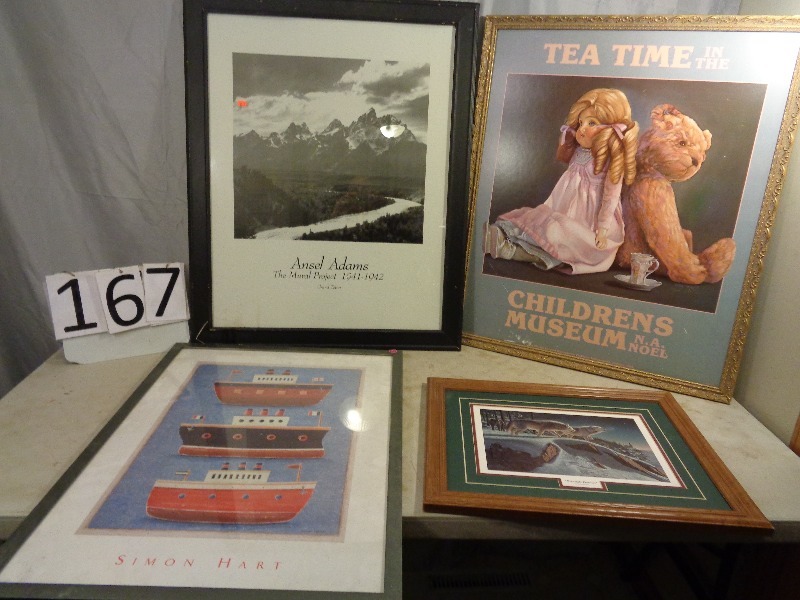 167
Ansel Adams
The Mural Project 1941-1942
TEA TIME IN THE
CHILDRENS
MUSEUM N.A. NOEL
SIMON HART